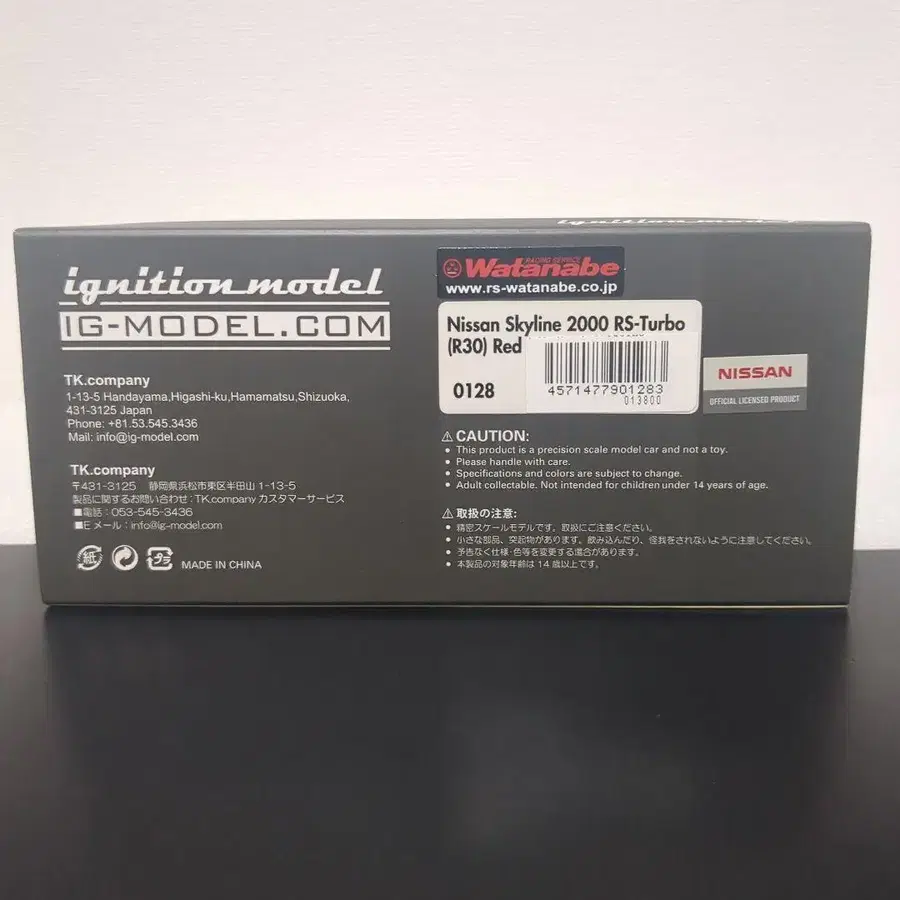 ignition model
ignition model
IG-MODEL.COM
TK.company
1-13-5 Handayama,Higashi-ku,Hamamatsu,Shizuoka,
431-3125 Japan
Phone: +81.53.545.3436
Mail: info@ig-model.com
TK.company
〒431-3125 静岡県浜松市東区半田山 1-13-5
製品に関するお問い合わせ：TK.company カスタマーサービス
■電話：053-545-3436
■Eメール：info@ig-model.com
紙
プラ
MADE IN CHINA
RACING SERVICE
Watanabe
www.rs-watanabe.co.jp
Nissan Skyline 2000 RS-Turbo
(R30) Red
0128
4571477901283
013800
NISSAN
OFFICIAL LICENSED PRODUCT
⚠ CAUTION:
• This product is a precision scale model car and not a toy.
• Please handle with care.
• Specifications and colors are subject to change.
• Adult collectable. Not intended for children under 14 years of age.
⚠ 取扱の注意:
• 精密スケールモデルです。取扱にご注意ください。
• 小さな部品、突起物があります。飲み込んだり、怪我をされないように注意してください。
• 予告なく仕様・色等を変更する場合があります。
• 本製品の対象年齢は14歳以上です。